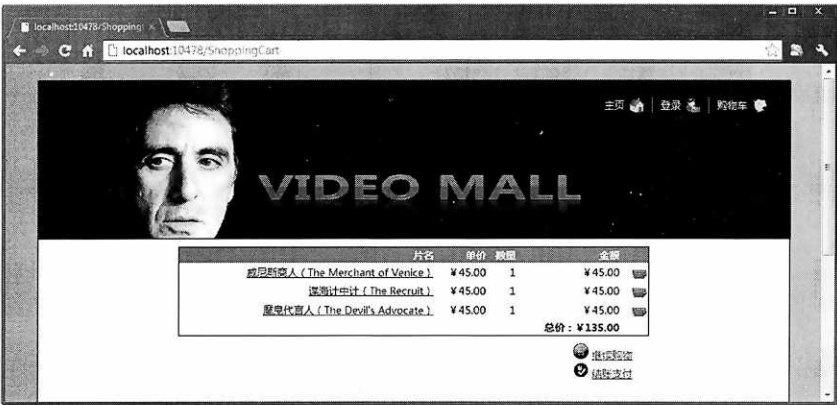 localhost:10478/Shopping
localhost:10478/ShoppingCart
主页 登录 购物车
VIDEO MALL
片名 单价 数量 金额
威尼斯商人（The Merchant of Venice） ¥45.00 1 ¥45.00
谍海计中计（The Recruit） ¥45.00 1 ¥45.00
魔鬼代言人（The Devil's Advocate） ¥45.00 1 ¥45.00
总价：¥135.00
继续购物
结账支付